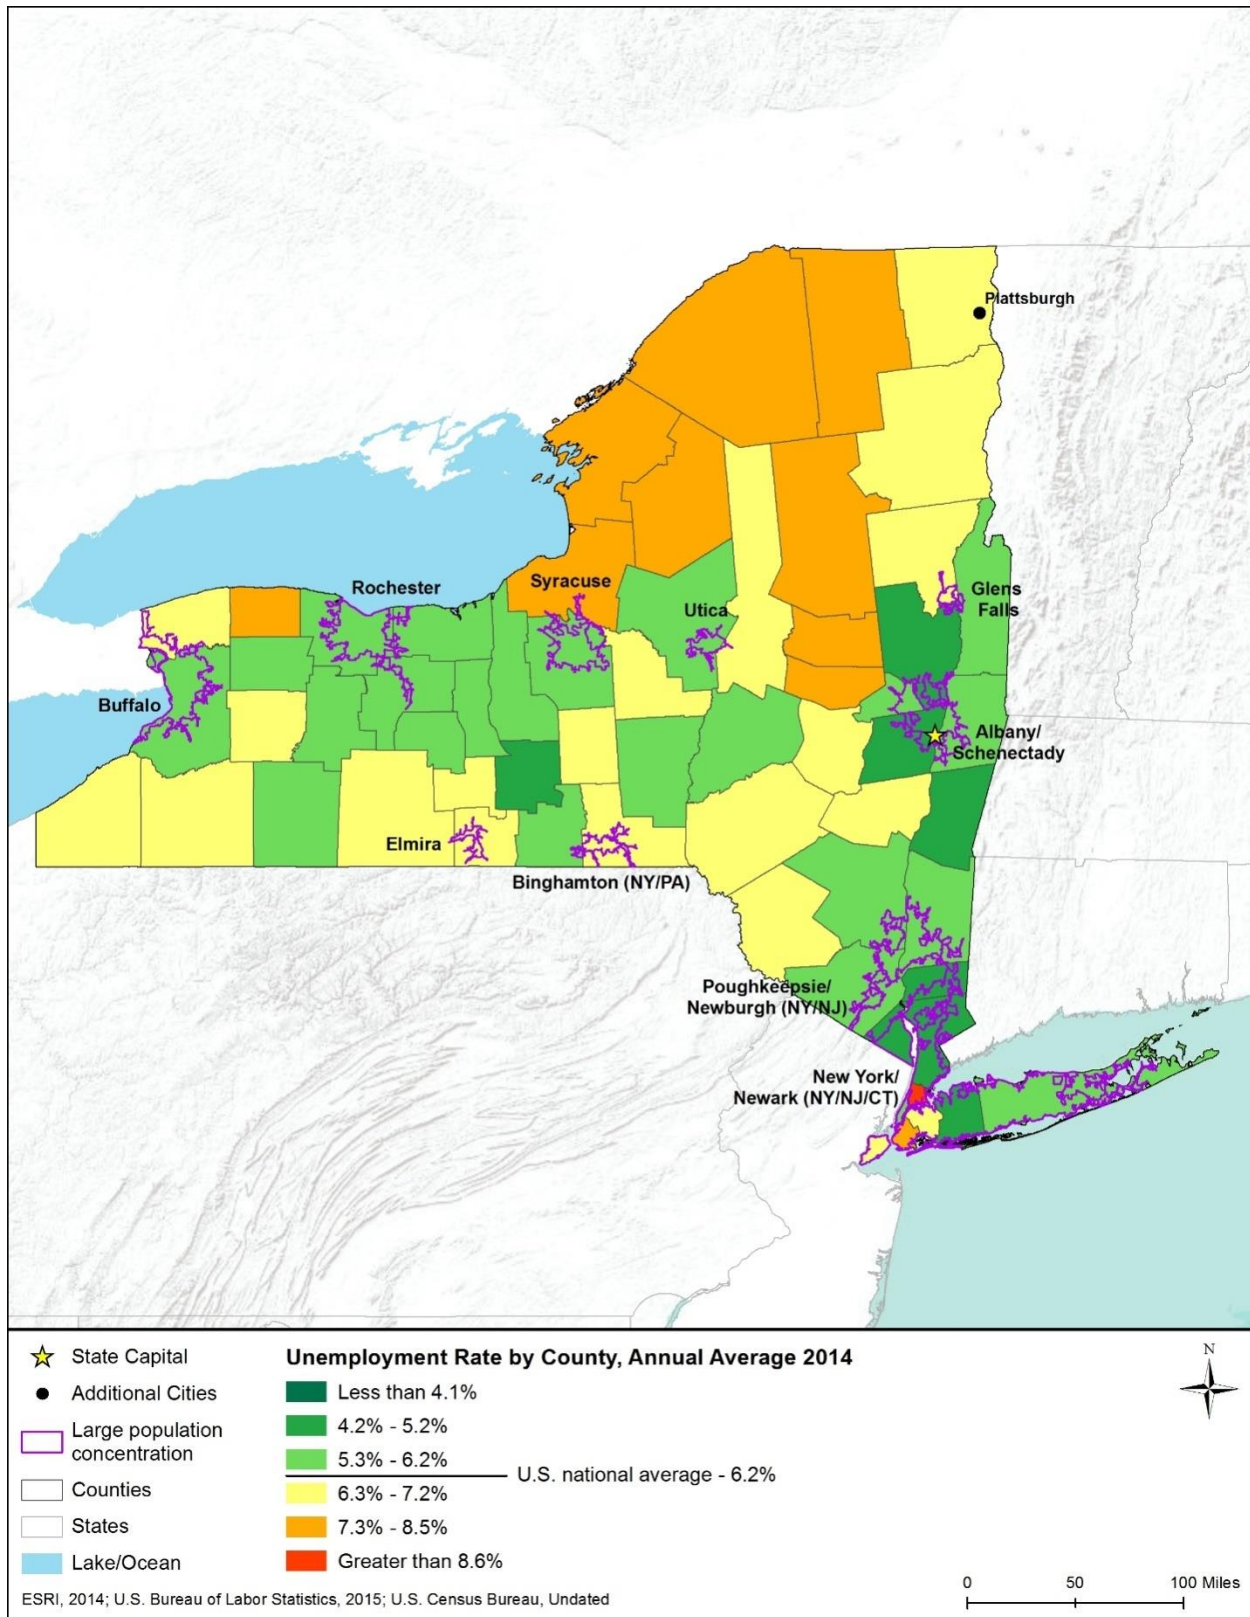 Plattsburgh
Rochester
Syracuse
Utica
Glens
Falls
Buffalo
Albany/
Schenectady
Elmira
Binghamton (NY/PA)
Poughkeepsie/
Newburgh (NY/NJ)
New York/
Newark (NY/NJ/CT)
State Capital
Additional Cities
Large population
concentration
Counties
States
Lake/Ocean
Unemployment Rate by County, Annual Average 2014
Less than 4.1%
4.2% - 5.2%
5.3% - 6.2%
U.S. national average - 6.2%
6.3% - 7.2%
7.3% - 8.5%
Greater than 8.6%
N
ESRI, 2014; U.S. Bureau of Labor Statistics, 2015; U.S. Census Bureau, Undated
0 50 100 Miles